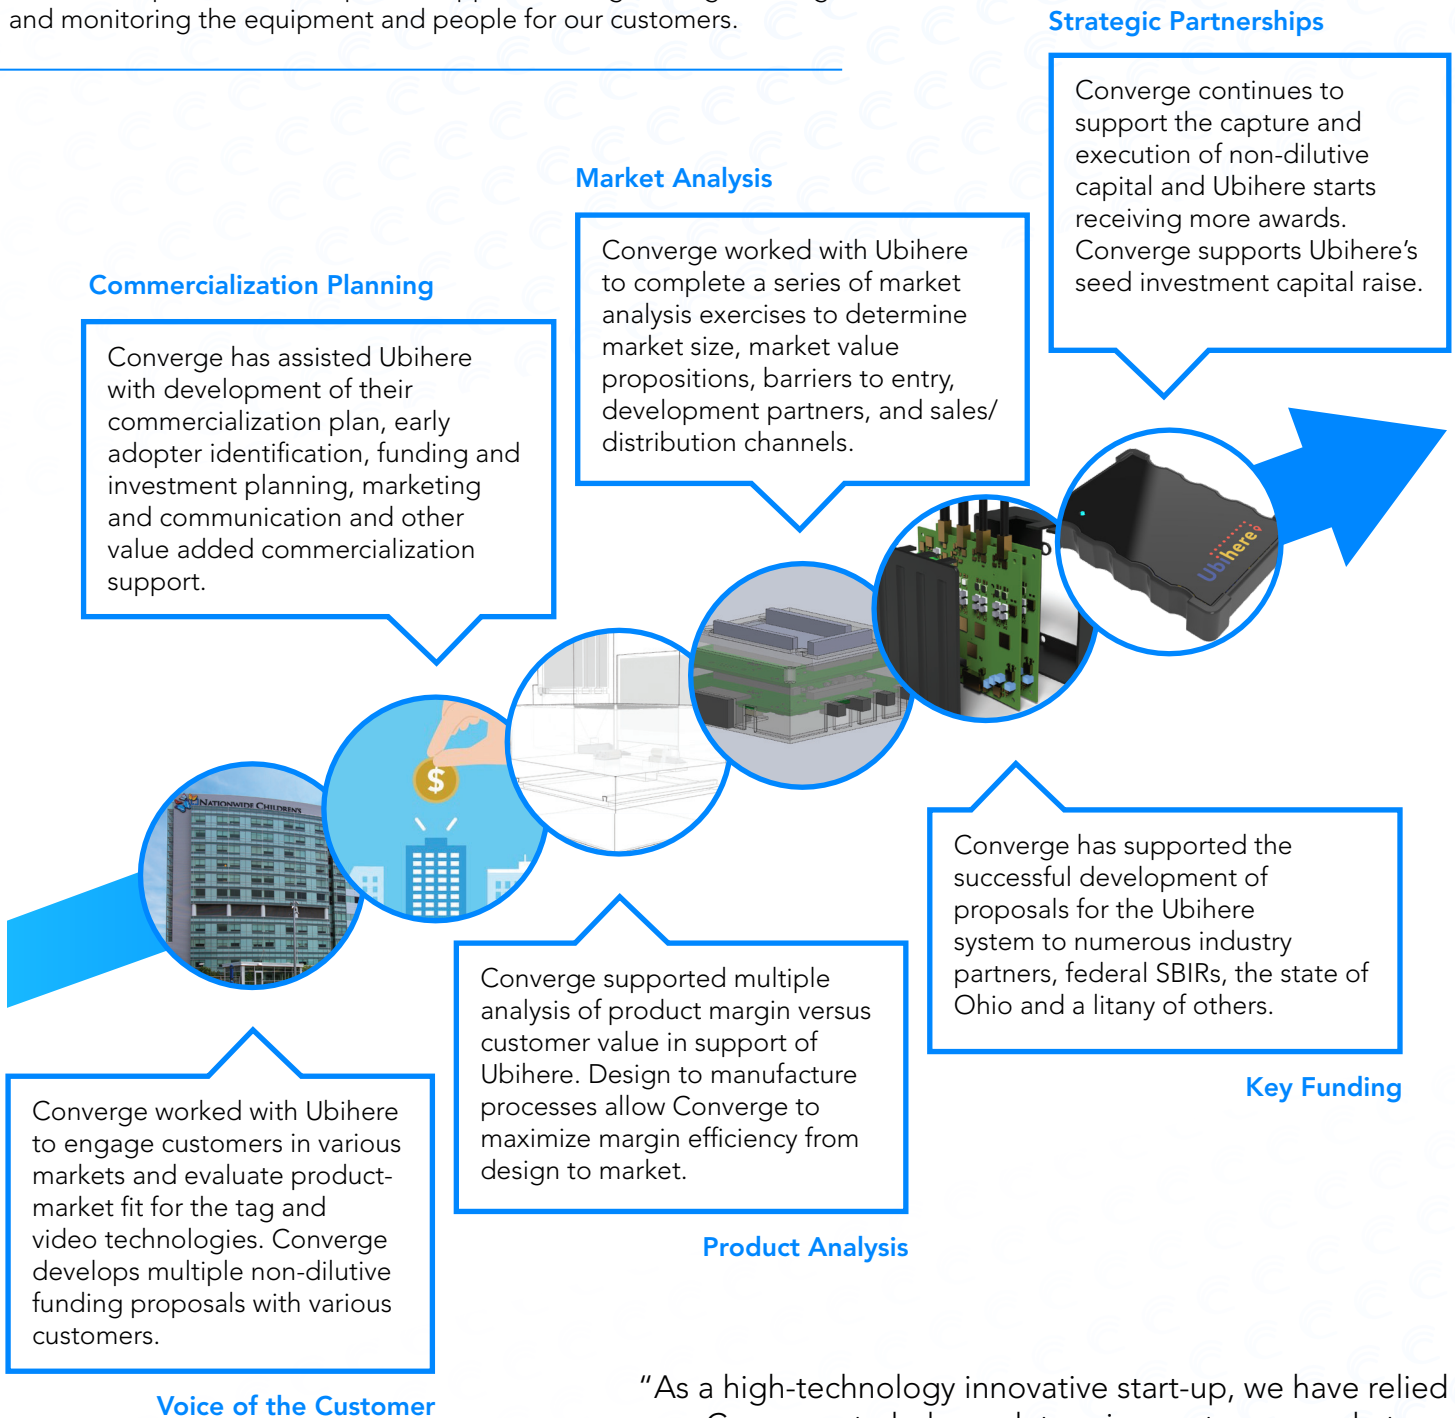 and monitoring the equipment and people for our customers.
Strategic Partnerships
Converge continues to
support the capture and
execution of non-dilutive
capital and Ubihere starts
receiving more awards.
Converge supports Ubihere’s
seed investment capital raise.
Market Analysis
Converge worked with Ubihere
to complete a series of market
analysis exercises to determine
market size, market value
propositions, barriers to entry,
development partners, and sales/
distribution channels.
Commercialization Planning
Converge has assisted Ubihere
with development of their
commercialization plan, early
adopter identification, funding and
investment planning, marketing
and communication and other
value added commercialization
support.
Ubihere
$
NATIONWIDE CHILDREN'S
Converge has supported the
successful development of
proposals for the Ubihere
system to numerous industry
partners, federal SBIRs, the state of
Ohio and a litany of others.
Key Funding
Converge supported multiple
analysis of product margin versus
customer value in support of
Ubihere. Design to manufacture
processes allow Converge to
maximize margin efficiency from
design to market.
Product Analysis
Converge worked with Ubihere
to engage customers in various
markets and evaluate product-
market fit for the tag and
video technologies. Converge
develops multiple non-dilutive
funding proposals with various
customers.
Voice of the Customer
“As a high-technology innovative start-up, we have relied